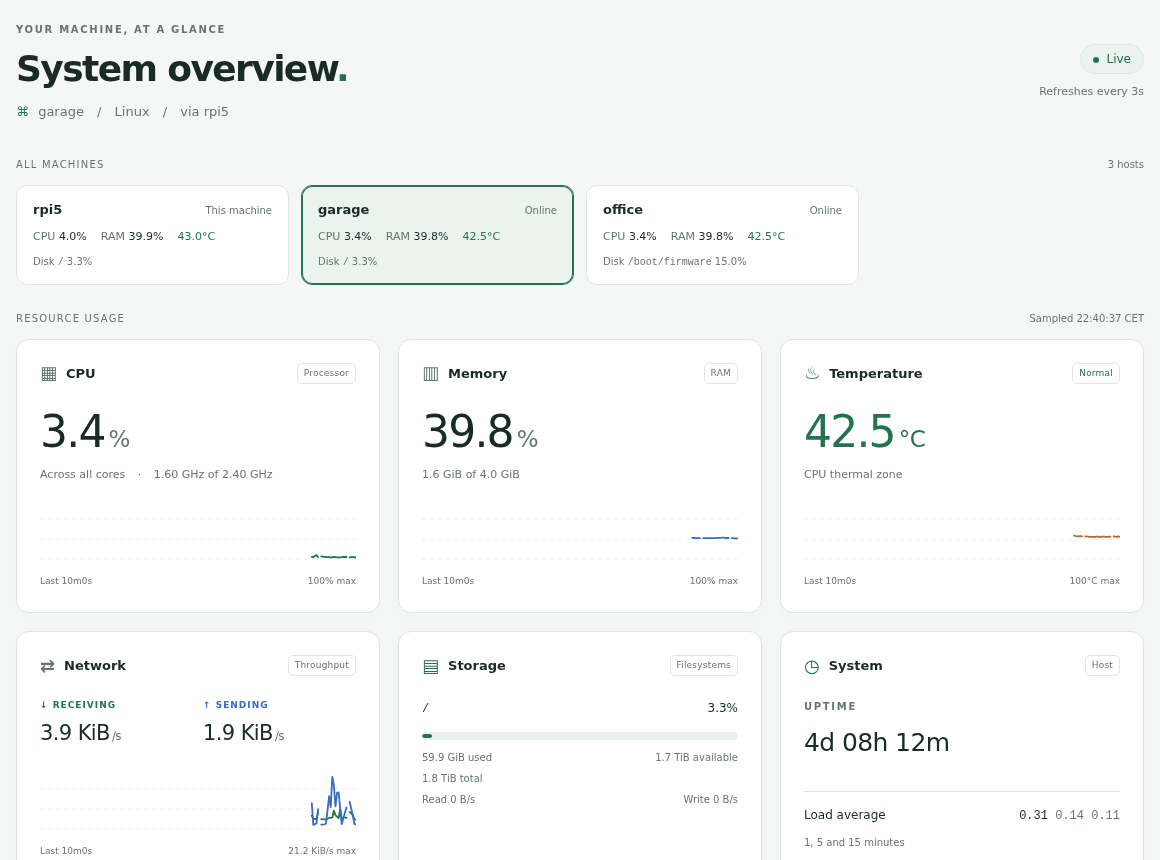 YOUR MACHINE, AT A GLANCE
System overview.
⌘ garage / Linux / via rpi5
Live
Refreshes every 3s
ALL MACHINES
3 hosts
rpi5 This machine
CPU 4.0% RAM 39.9% 43.0°C
Disk / 3.3%
garage Online
CPU 3.4% RAM 39.8% 42.5°C
Disk / 3.3%
office Online
CPU 3.4% RAM 39.8% 42.5°C
Disk /boot/firmware 15.0%
RESOURCE USAGE
Sampled 22:40:37 CET
CPU Processor
3.4 %
Across all cores · 1.60 GHz of 2.40 GHz
Last 10m0s 100% max
Memory RAM
39.8 %
1.6 GiB of 4.0 GiB
Last 10m0s 100% max
Temperature Normal
42.5 °C
CPU thermal zone
Last 10m0s 100°C max
Network Throughput
↓ RECEIVING ↑ SENDING
3.9 KiB/s 1.9 KiB/s
Last 10m0s 21.2 KiB/s max
Storage Filesystems
/ 3.3%
59.9 GiB used 1.7 TiB available
1.8 TiB total
Read 0 B/s Write 0 B/s
System Host
UPTIME
4d 08h 12m
Load average 0.31 0.14 0.11
1, 5 and 15 minutes